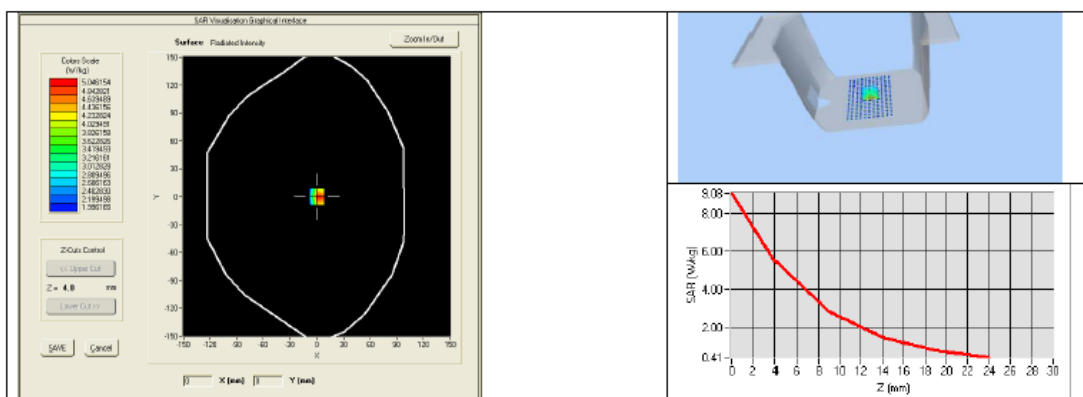 SAR Visualisation Graphical Interface
Surface Radiated Intensity
Zoom In/Out
Colors Scale
(W/kg)
5.046154
4.842821
4.639489
4.436156
4.232824
4.029491
3.826158
3.622826
3.419493
3.216161
3.012828
2.809496
2.606163
2.402830
2.199498
1.996165
Z-Cuts Control
<< Upper Cut
Z = 4.0 mm
Lower Cut >>
SAVE Cancel
150
120
90
60
30
Y 0
-30
-60
-90
-120
-150
-150 -120 -90 -60 -30 0 30 60 90 120 150
X
0 X (mm) 0 Y (mm)
9.08
8.00
6.00
4.00
2.00
0.41
SAR (W/kg)
0 2 4 6 8 10 12 14 16 18 20 22 24 26 28 30
Z (mm)